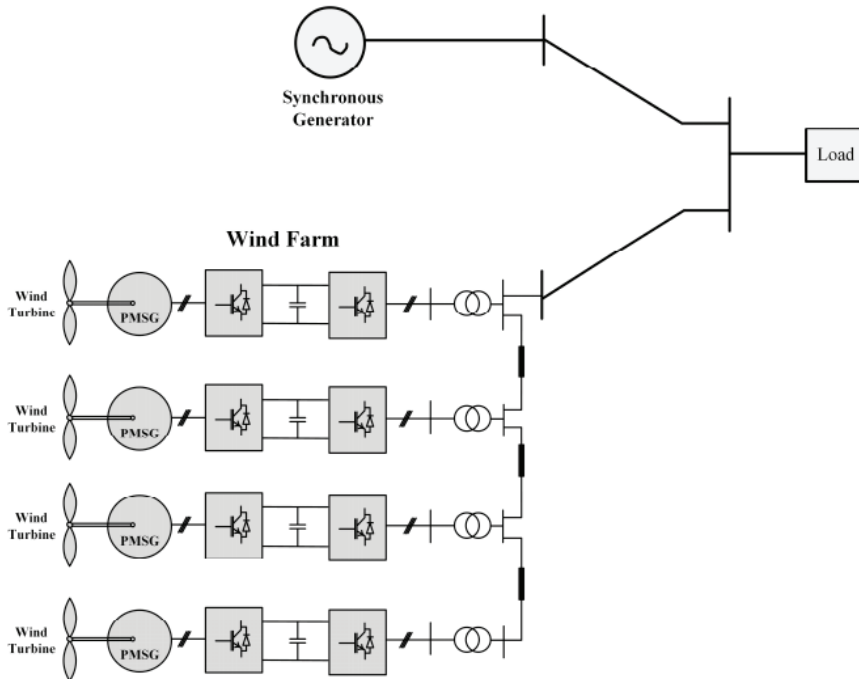 Synchronous
Generator
Load
Wind Farm
Wind
Turbine
PMSG
Wind
Turbine
PMSG
Wind
Turbine
PMSG
Wind
Turbine
PMSG